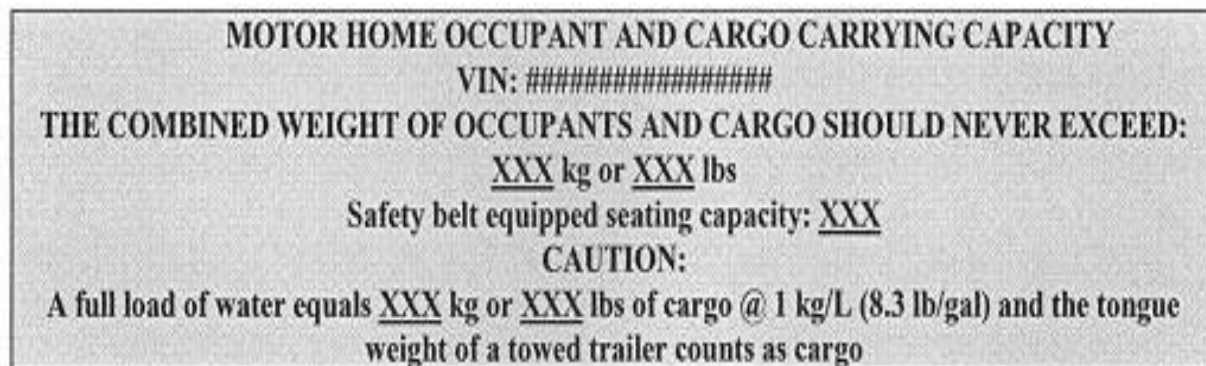 MOTOR HOME OCCUPANT AND CARGO CARRYING CAPACITY
VIN: #################
THE COMBINED WEIGHT OF OCCUPANTS AND CARGO SHOULD NEVER EXCEED:
XXX kg or XXX lbs
Safety belt equipped seating capacity: XXX
CAUTION:
A full load of water equals XXX kg or XXX lbs of cargo @ 1 kg/L (8.3 lb/gal) and the tongue
weight of a towed trailer counts as cargo